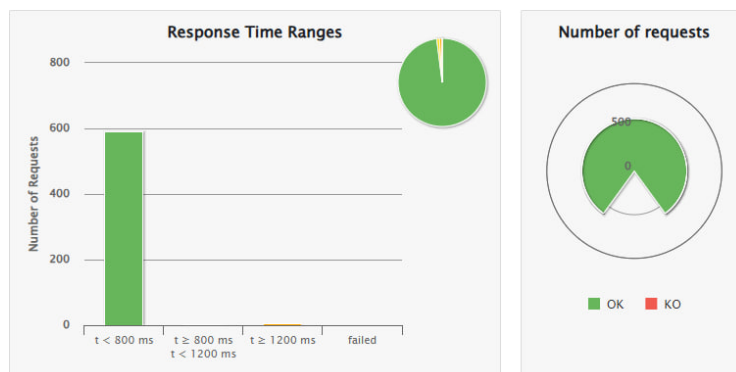 Response Time Ranges
Number of Requests
800
600
400
200
0
t < 800 ms
t ≥ 800 ms
t < 1200 ms
t ≥ 1200 ms
failed
Number of requests
500
0
OK
KO